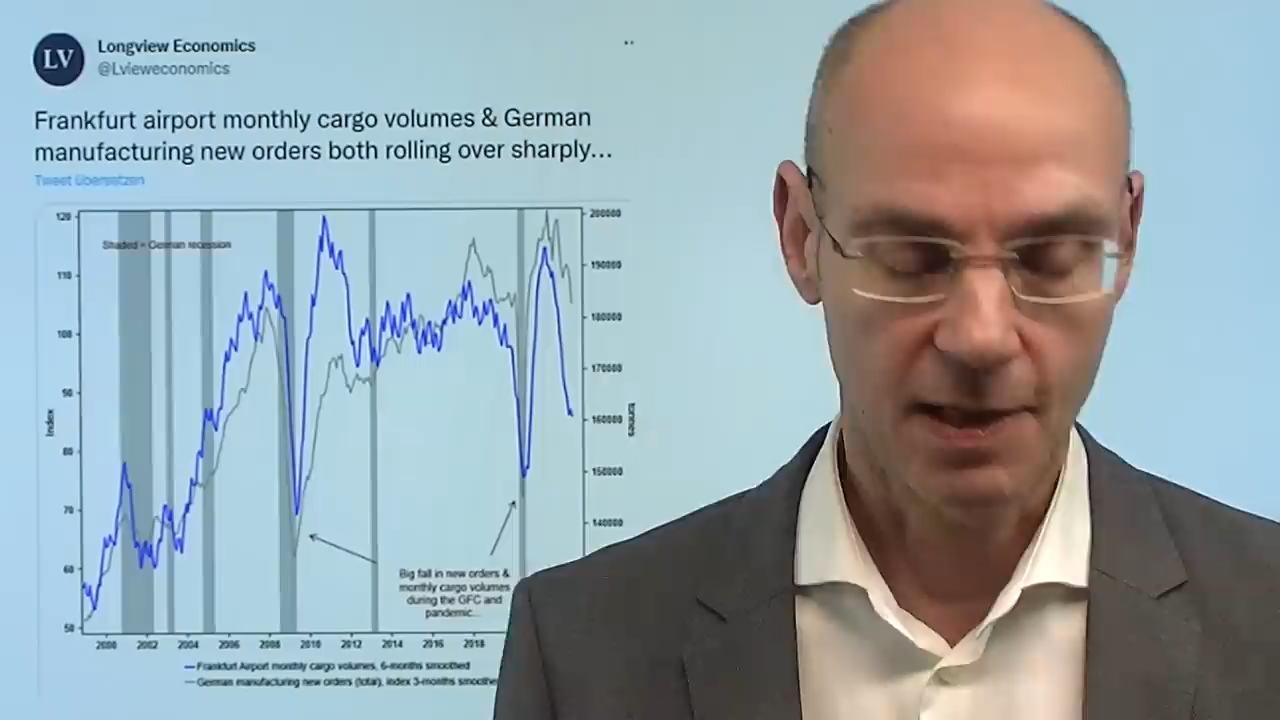 LV
Longview Economics
@Lvieweconomics
Frankfurt airport monthly cargo volumes & German
manufacturing new orders both rolling over sharply...
Tweet übersetzen
Shaded = German recession
120
110
100
90
80
70
60
50
Index
200000
190000
180000
170000
160000
150000
140000
tonnes
Big fall in new orders &
monthly cargo volumes
during the GFC and
pandemic...
2000 2002 2004 2006 2008 2010 2012 2014 2016 2018
Frankfurt Airport monthly cargo volumes, 6-months smoothed
German manufacturing new orders (total), index 3-months